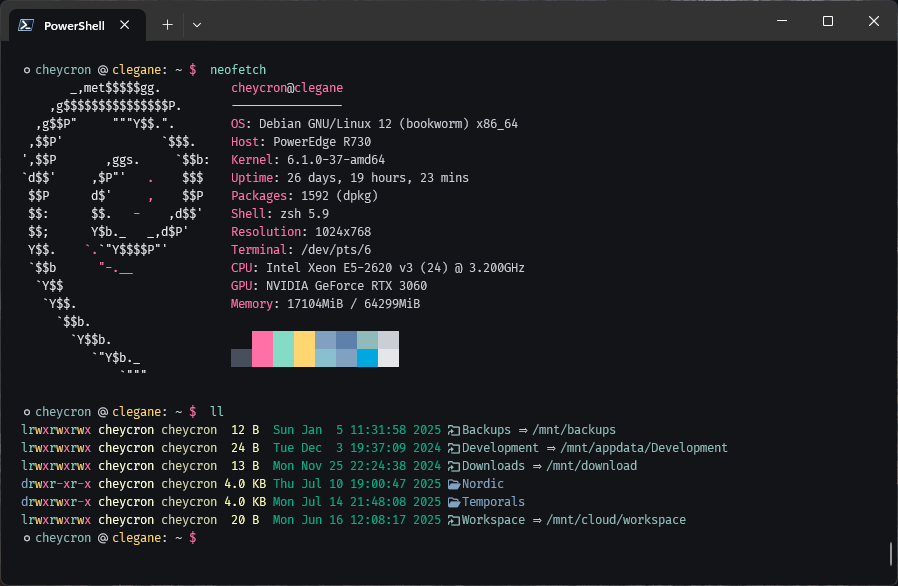 PowerShell
cheycron @ clegane: ~ $ neofetch
       _,met$$$$$gg.          cheycron@clegane
    ,g$$$$$$$$$$$$$$$P.       ----------------
  ,g$$P"     """Y$$.".        OS: Debian GNU/Linux 12 (bookworm) x86_64
 ,$$P'              `$$$.     Host: PowerEdge R730
',$$P       ,ggs.     `$$b:   Kernel: 6.1.0-37-amd64
`d$$'     ,$P"'   .    $$$    Uptime: 26 days, 19 hours, 23 mins
 $$P      d$'     ,    $$P    Packages: 1592 (dpkg)
 $$:      $$.   -    ,d$$'    Shell: zsh 5.9
 $$;      Y$b._   _,d$P'      Resolution: 1024x768
 Y$$.    `.`"Y$$$$P"'         Terminal: /dev/pts/6
 `$$b      "-.__              CPU: Intel Xeon E5-2620 v3 (24) @ 3.200GHz
  `Y$$                        GPU: NVIDIA GeForce RTX 3060
   `Y$$.                      Memory: 17104MiB / 64299MiB
     `$$b.
       `Y$$b.
          `"Y$b._
              `"""
cheycron @ clegane: ~ $ ll
lrwxrwxrwx cheycron cheycron  12 B  Sun Jan  5 11:31:58 2025 Backups ⇒ /mnt/backups
lrwxrwxrwx cheycron cheycron  24 B  Tue Dec  3 19:37:09 2024 Development ⇒ /mnt/appdata/Development
lrwxrwxrwx cheycron cheycron  13 B  Mon Nov 25 22:24:38 2024 Downloads ⇒ /mnt/download
drwxr-xr-x cheycron cheycron 4.0 KB Thu Jul 10 19:00:47 2025 Nordic
drwxrwxr-x cheycron cheycron 4.0 KB Mon Jul 14 21:48:08 2025 Temporals
lrwxrwxrwx cheycron cheycron  20 B  Mon Jun 16 12:08:17 2025 Workspace ⇒ /mnt/cloud/workspace
cheycron @ clegane: ~ $